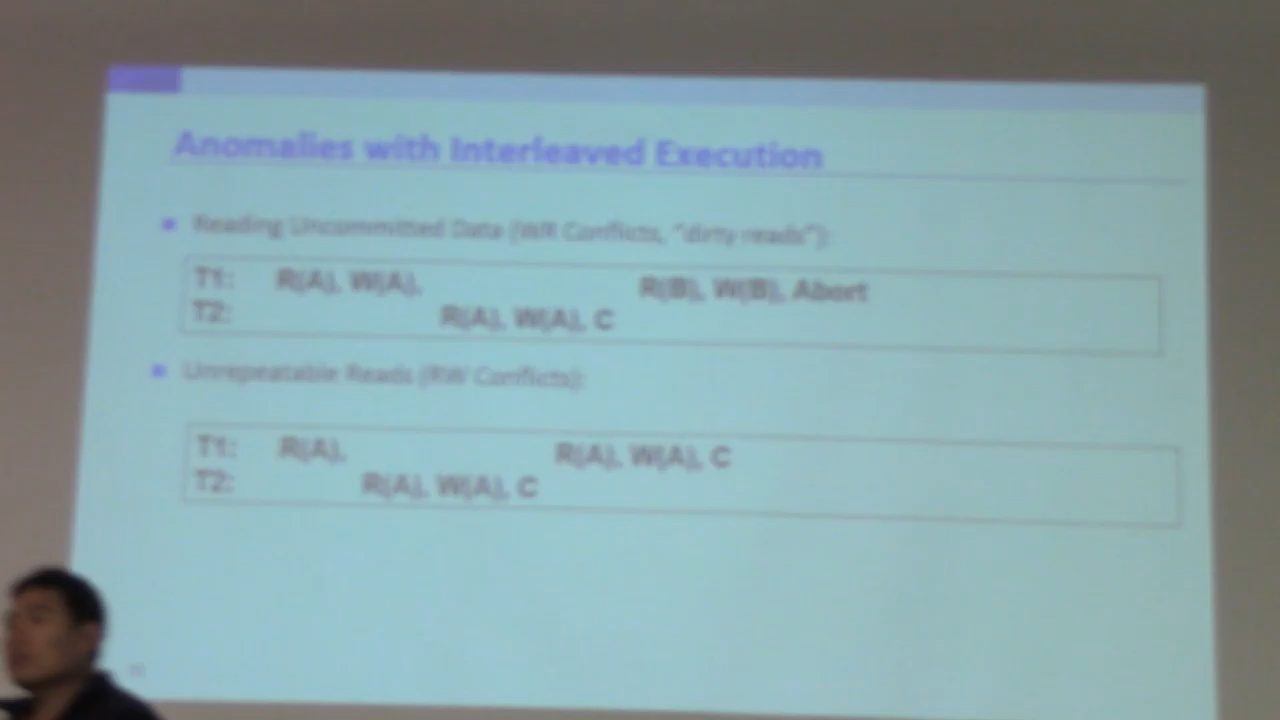 Anomalies with Interleaved Execution
Reading Uncommitted Data (WR Conflicts, "dirty reads"):
T1: R(A), W(A), R(B), W(B), Abort
T2: R(A), W(A), C
Unrepeatable Reads (RW Conflicts):
T1: R(A), R(A), W(A), C
T2: R(A), W(A), C